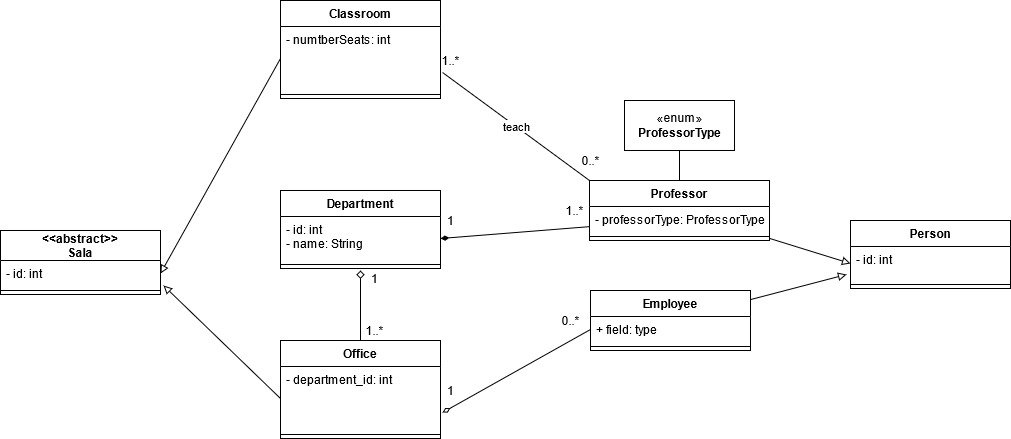 Classroom
- numtberSeats: int
1..*
teach
0..*
«enum»
ProfessorType
Professor
- professorType: ProfessorType
Department
- id: int
- name: String
1
1..*
<<abstract>>
Sala
- id: int
Person
- id: int
1
1..*
Employee
+ field: type
0..*
Office
- department_id: int
1